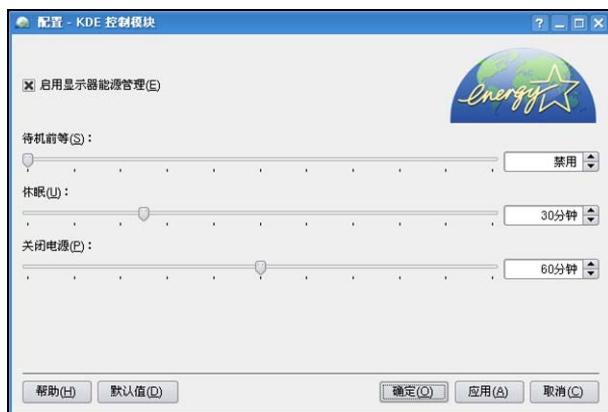 配置 - KDE 控制模块
启用显示器能源管理(E)
energy
待机前等(S)：
禁用
休眠(U)：
30分钟
关闭电源(P)：
60分钟
帮助(H) 默认值(D) 确定(O) 应用(A) 取消(C)